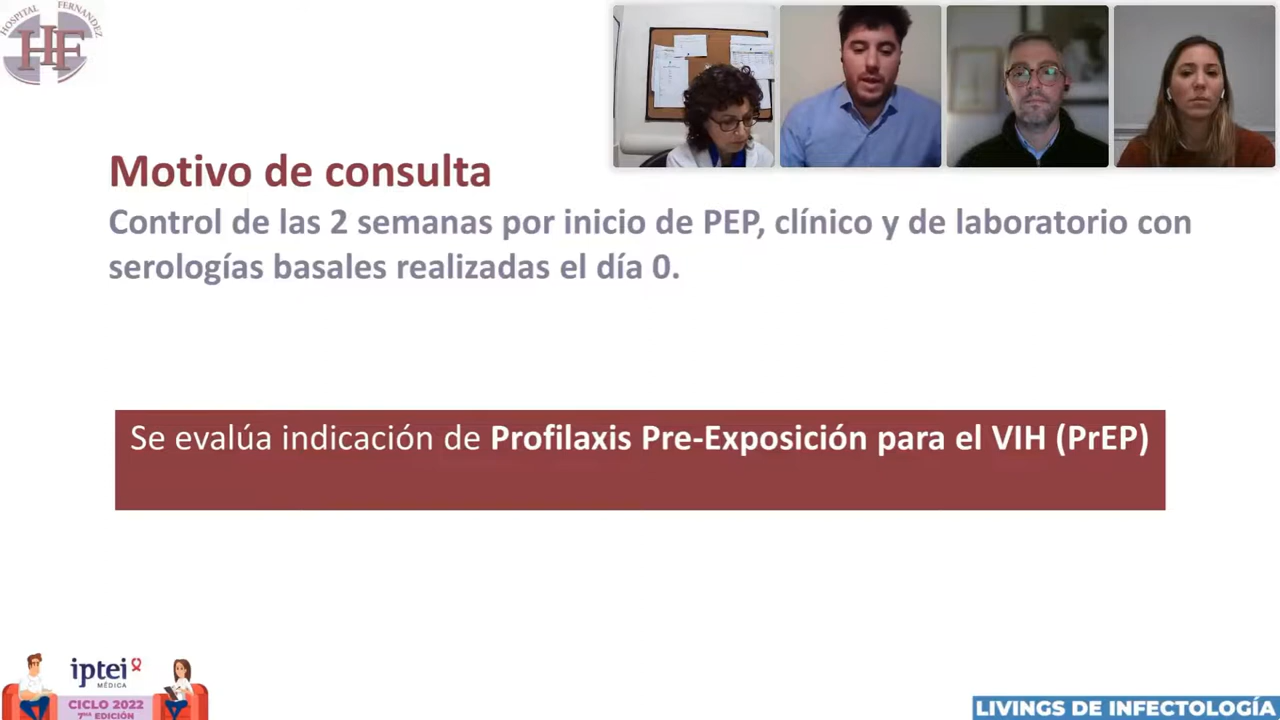 HOSPITAL FERNANDEZ
HF
Motivo de consulta
Control de las 2 semanas por inicio de PEP, clínico y de laboratorio con
serologías basales realizadas el día 0.
Se evalúa indicación de Profilaxis Pre-Exposición para el VIH (PrEP)
iptei
MÉDICA
CICLO 2022
7MA EDICIÓN
LIVINGS DE INFECTOLOGÍA